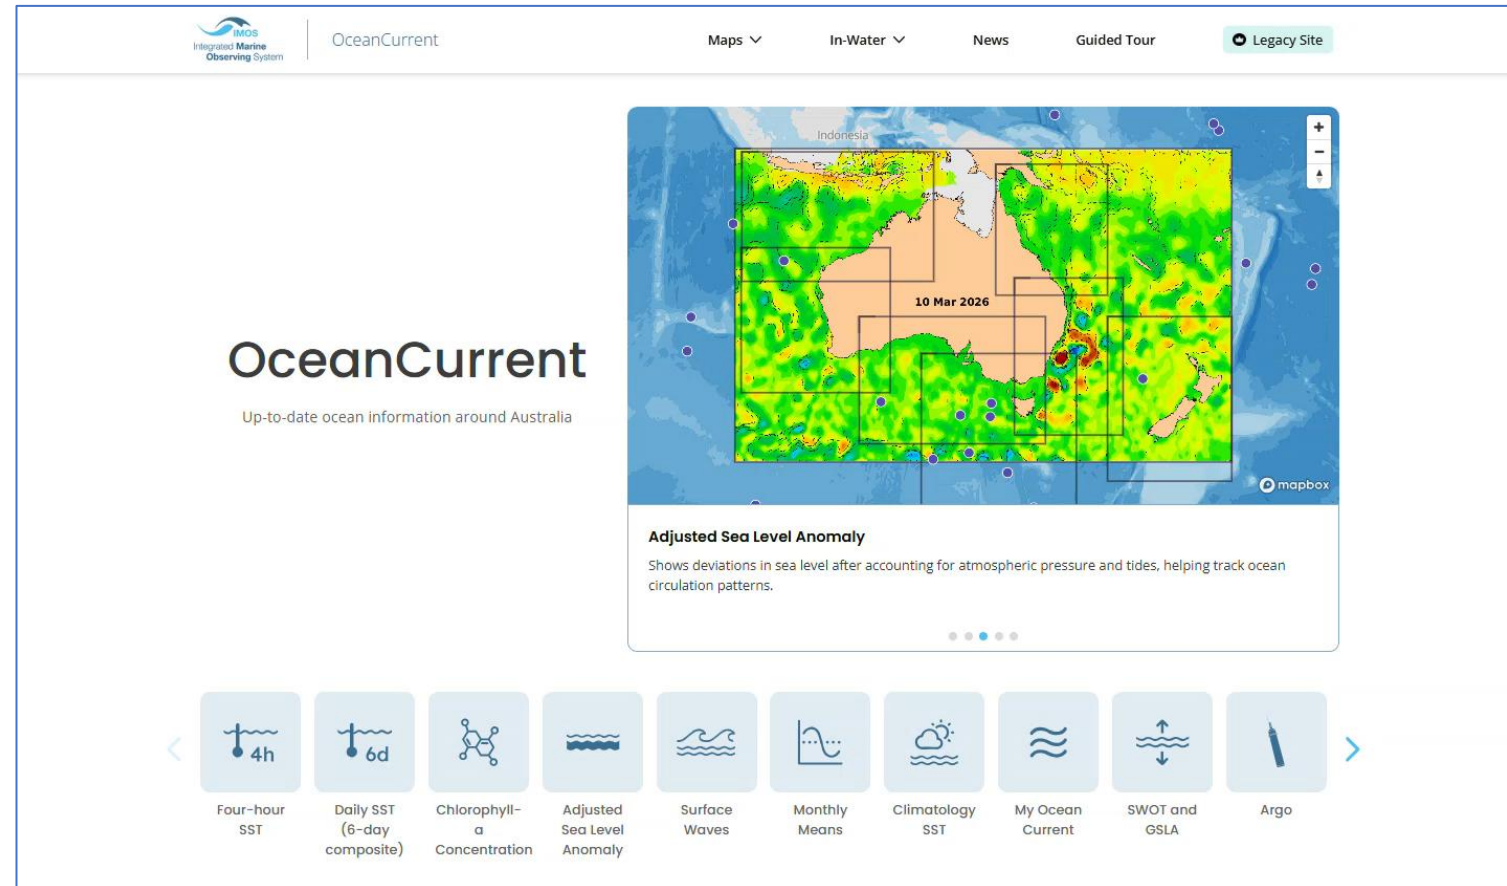 IMOS
Integrated Marine
Observing System
OceanCurrent
Maps
In-Water
News
Guided Tour
Legacy Site
Indonesia
10 Mar 2026
mapbox
OceanCurrent
Up-to-date ocean information around Australia
Adjusted Sea Level Anomaly
Shows deviations in sea level after accounting for atmospheric pressure and tides, helping track ocean
circulation patterns.
4h
6d
Four-hour
SST
Daily SST
(6-day
composite)
Chlorophyll-
a
Concentration
Adjusted
Sea Level
Anomaly
Surface
Waves
Monthly
Means
Climatology
SST
My Ocean
Current
SWOT and
GSLA
Argo